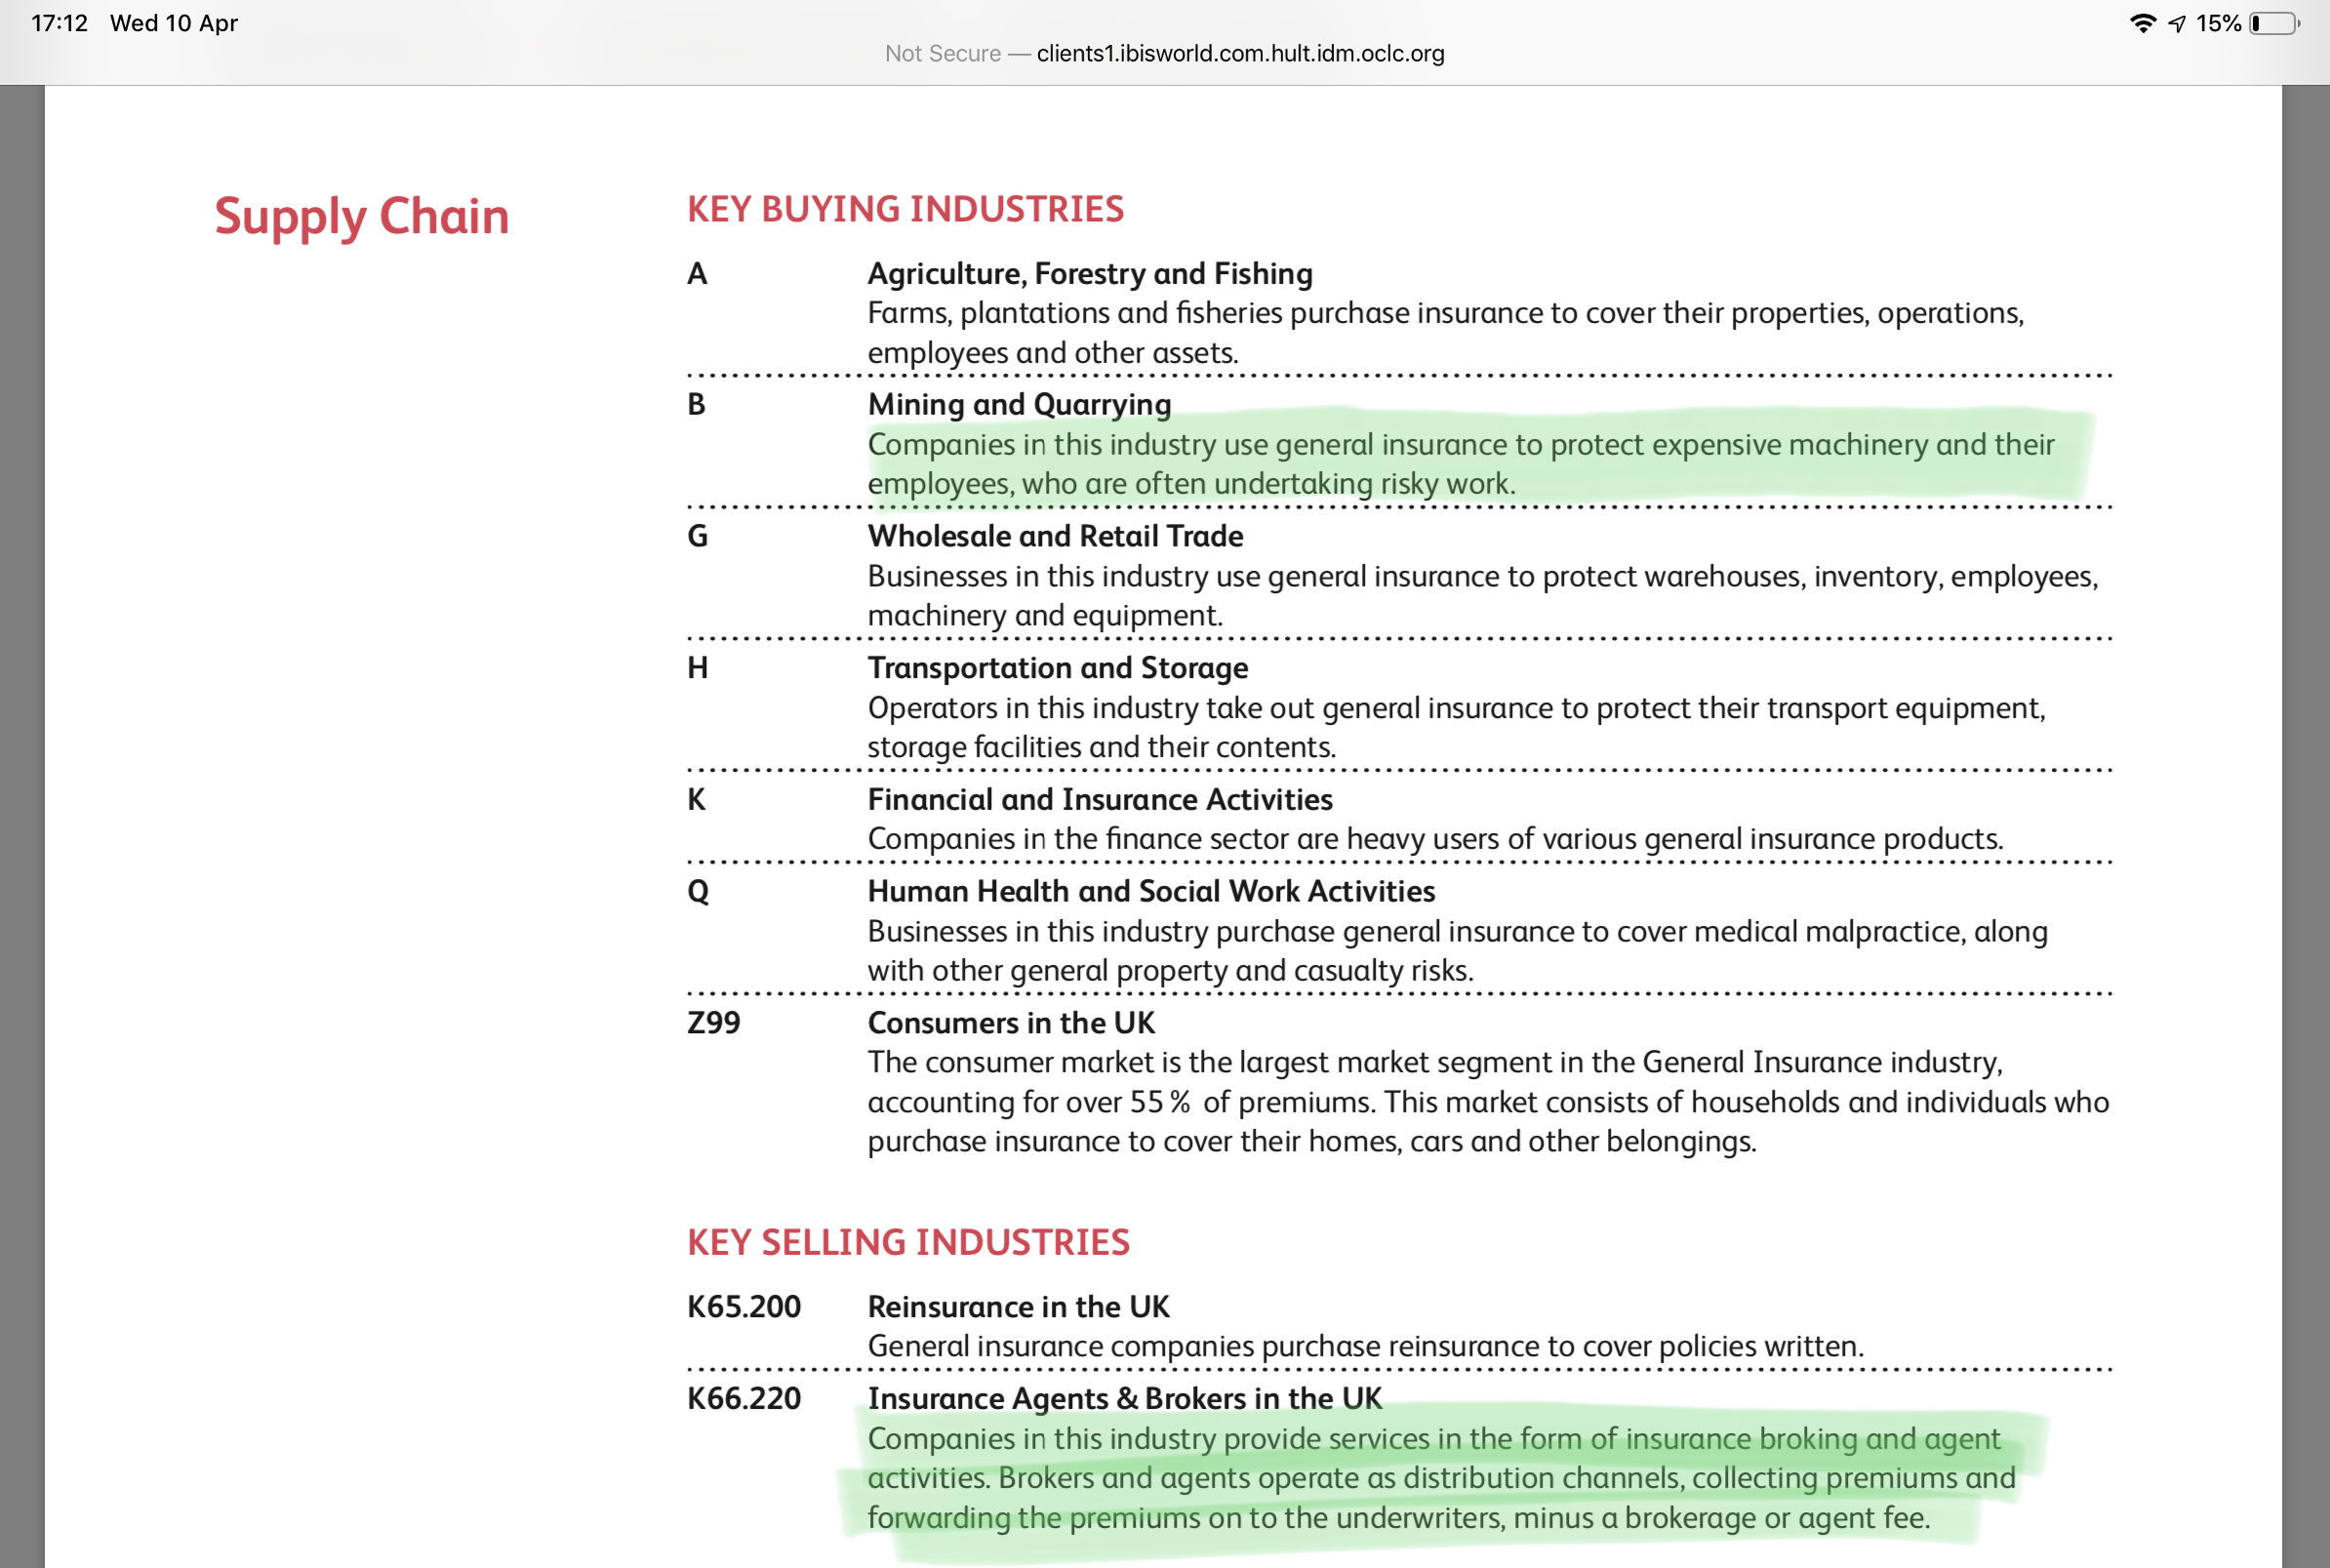 17:12 Wed 10 Apr
15%
Not Secure — clients1.ibisworld.com.hult.idm.oclc.org
Supply Chain
KEY BUYING INDUSTRIES
A Agriculture, Forestry and Fishing
Farms, plantations and fisheries purchase insurance to cover their properties, operations,
employees and other assets.
B Mining and Quarrying
Companies in this industry use general insurance to protect expensive machinery and their
employees, who are often undertaking risky work.
G Wholesale and Retail Trade
Businesses in this industry use general insurance to protect warehouses, inventory, employees,
machinery and equipment.
H Transportation and Storage
Operators in this industry take out general insurance to protect their transport equipment,
storage facilities and their contents.
K Financial and Insurance Activities
Companies in the finance sector are heavy users of various general insurance products.
Q Human Health and Social Work Activities
Businesses in this industry purchase general insurance to cover medical malpractice, along
with other general property and casualty risks.
Z99 Consumers in the UK
The consumer market is the largest market segment in the General Insurance industry,
accounting for over 55% of premiums. This market consists of households and individuals who
purchase insurance to cover their homes, cars and other belongings.
KEY SELLING INDUSTRIES
K65.200 Reinsurance in the UK
General insurance companies purchase reinsurance to cover policies written.
K66.220 Insurance Agents & Brokers in the UK
Companies in this industry provide services in the form of insurance broking and agent
activities. Brokers and agents operate as distribution channels, collecting premiums and
forwarding the premiums on to the underwriters, minus a brokerage or agent fee.